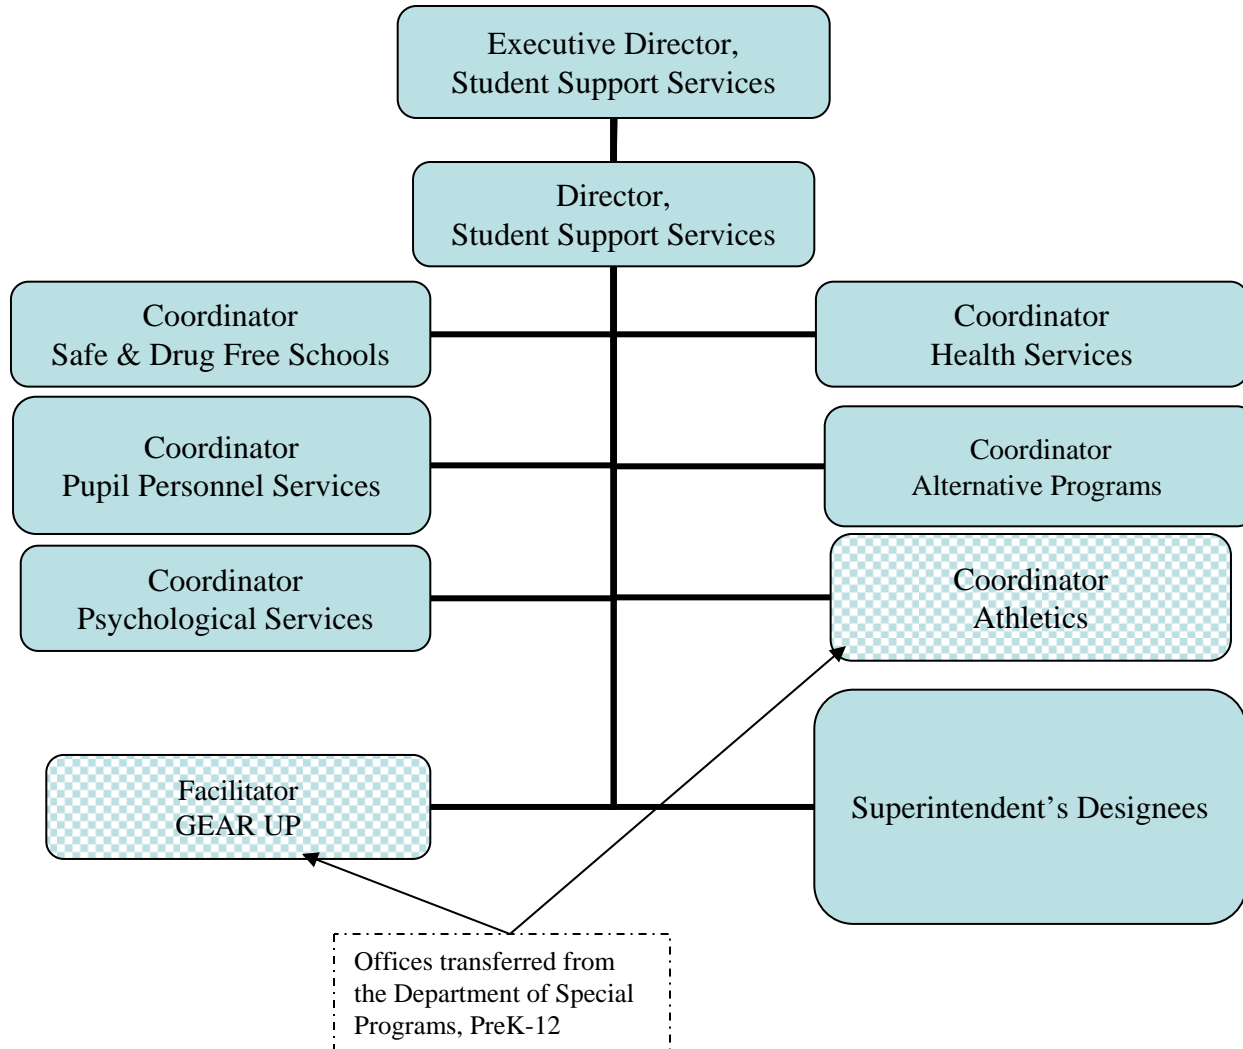 Executive Director,
Student Support Services
Director,
Student Support Services
Coordinator
Safe & Drug Free Schools
Coordinator
Health Services
Coordinator
Pupil Personnel Services
Coordinator
Alternative Programs
Coordinator
Psychological Services
Coordinator
Athletics
Facilitator
GEAR UP
Superintendent’s Designees
Offices transferred from
the Department of Special
Programs, PreK-12